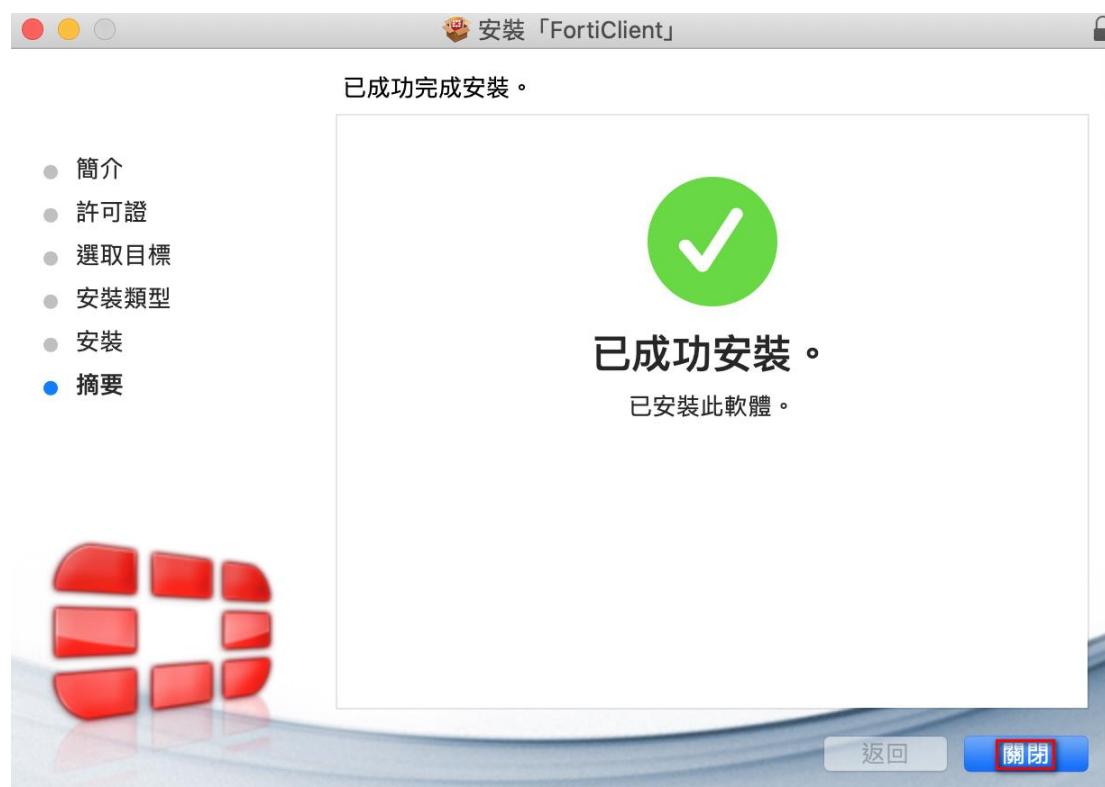 安裝「FortiClient」
已成功完成安裝。
簡介
許可證
選取目標
安裝類型
安裝
摘要
已成功安裝。
已安裝此軟體。
返回
關閉